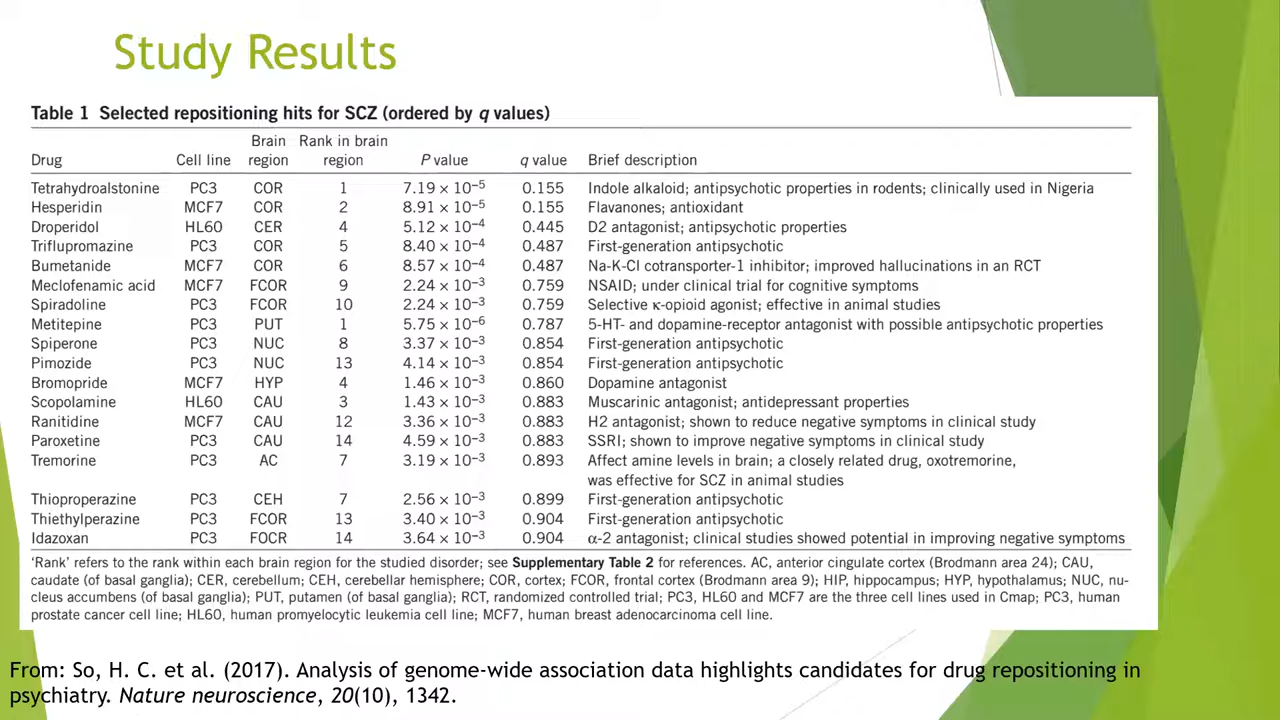 Study Results
Table 1 Selected repositioning hits for SCZ (ordered by q values)
Brain Rank in brain
Drug Cell line region region P value q value Brief description
Tetrahydroalstonine PC3 COR 1 7.19 × 10−5 0.155 Indole alkaloid; antipsychotic properties in rodents; clinically used in Nigeria
Hesperidin MCF7 COR 2 8.91 × 10−5 0.155 Flavanones; antioxidant
Droperidol HL60 CER 4 5.12 × 10−4 0.445 D2 antagonist; antipsychotic properties
Triflupromazine PC3 COR 5 8.40 × 10−4 0.487 First-generation antipsychotic
Bumetanide MCF7 COR 6 8.57 × 10−4 0.487 Na-K-Cl cotransporter-1 inhibitor; improved hallucinations in an RCT
Meclofenamic acid MCF7 FCOR 9 2.24 × 10−3 0.759 NSAID; under clinical trial for cognitive symptoms
Spiradoline PC3 FCOR 10 2.24 × 10−3 0.759 Selective κ-opioid agonist; effective in animal studies
Metitepine PC3 PUT 1 5.75 × 10−6 0.787 5-HT- and dopamine-receptor antagonist with possible antipsychotic properties
Spiperone PC3 NUC 8 3.37 × 10−3 0.854 First-generation antipsychotic
Pimozide PC3 NUC 13 4.14 × 10−3 0.854 First-generation antipsychotic
Bromopride MCF7 HYP 4 1.46 × 10−3 0.860 Dopamine antagonist
Scopolamine HL60 CAU 3 1.43 × 10−3 0.883 Muscarinic antagonist; antidepressant properties
Ranitidine MCF7 CAU 12 3.36 × 10−3 0.883 H2 antagonist; shown to reduce negative symptoms in clinical study
Paroxetine PC3 CAU 14 4.59 × 10−3 0.883 SSRI; shown to improve negative symptoms in clinical study
Tremorine PC3 AC 7 3.19 × 10−3 0.893 Affect amine levels in brain; a closely related drug, oxotremorine,
was effective for SCZ in animal studies
Thioproperazine PC3 CEH 7 2.56 × 10−3 0.899 First-generation antipsychotic
Thiethylperazine PC3 FCOR 13 3.40 × 10−3 0.904 First-generation antipsychotic
Idazoxan PC3 FOCR 14 3.64 × 10−3 0.904 α-2 antagonist; clinical studies showed potential in improving negative symptoms
‘Rank’ refers to the rank within each brain region for the studied disorder; see Supplementary Table 2 for references. AC, anterior cingulate cortex (Brodmann area 24); CAU,
caudate (of basal ganglia); CER, cerebellum; CEH, cerebellar hemisphere; COR, cortex; FCOR, frontal cortex (Brodmann area 9); HIP, hippocampus; HYP, hypothalamus; NUC, nu-
cleus accumbens (of basal ganglia); PUT, putamen (of basal ganglia); RCT, randomized controlled trial; PC3, HL60 and MCF7 are the three cell lines used in Cmap; PC3, human
prostate cancer cell line; HL60, human promyelocytic leukemia cell line; MCF7, human breast adenocarcinoma cell line.
From: So, H. C. et al. (2017). Analysis of genome-wide association data highlights candidates for drug repositioning in
psychiatry. Nature neuroscience, 20(10), 1342.